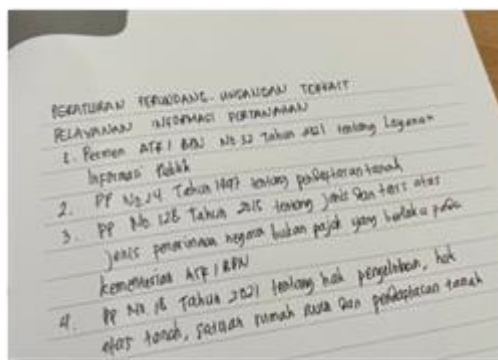 PERATURAN PERUNDANG-UNDANGAN TERKAIT
PELAYANAN INFORMASI PERTANAHAN
1. Permen ATR / BPN No 32 Tahun 2021 tentang Layanan
Informasi Publik
2. PP No 24 Tahun 1997 tentang pendaftaran tanah
3. PP No 128 Tahun 2015 tentang jenis dan tarif atas
jenis penerimaan negara bukan pajak yang berlaku pada
kementerian ATR / BPN
4. PP No. 18 Tahun 2021 tentang hak pengelolaan, hak
atas tanah, satuan rumah susun dan pendaftaran tanah